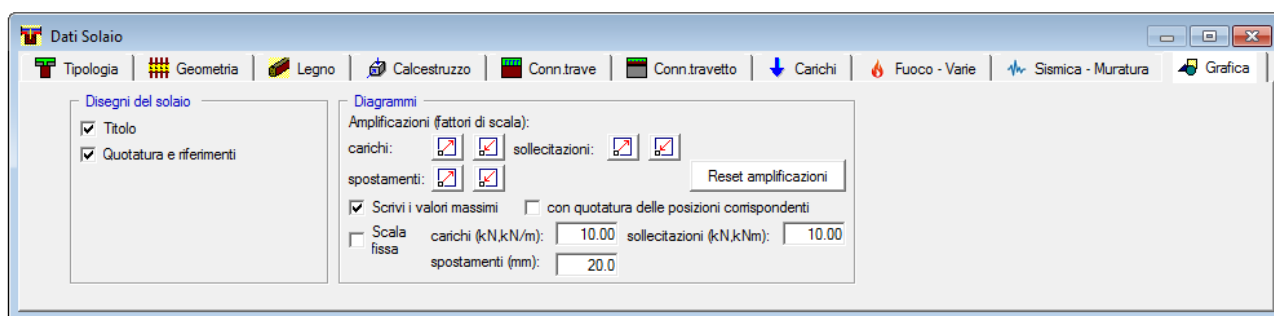 Dati Solaio
Tipologia Geometria Legno Calcestruzzo Conn.trave Conn.travetto Carichi Fuoco - Varie Sismica - Muratura Grafica
Disegni del solaio
Titolo
Quotatura e riferimenti
Diagrammi
Amplificazioni (fattori di scala):
carichi: sollecitazioni:
spostamenti: Reset amplificazioni
Scrivi i valori massimi con quotatura delle posizioni corrispondenti
Scala fissa carichi (kN,kN/m): 10.00 sollecitazioni (kN,kNm): 10.00
spostamenti (mm): 20.0